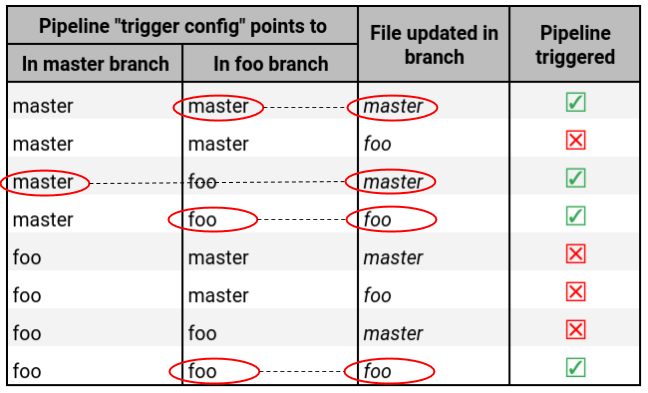 Pipeline "trigger config" points to File updated in branch Pipeline triggered
In master branch In foo branch
master master master
master master foo
master foo master
master foo foo
foo master master
foo master foo
foo foo master
foo foo foo